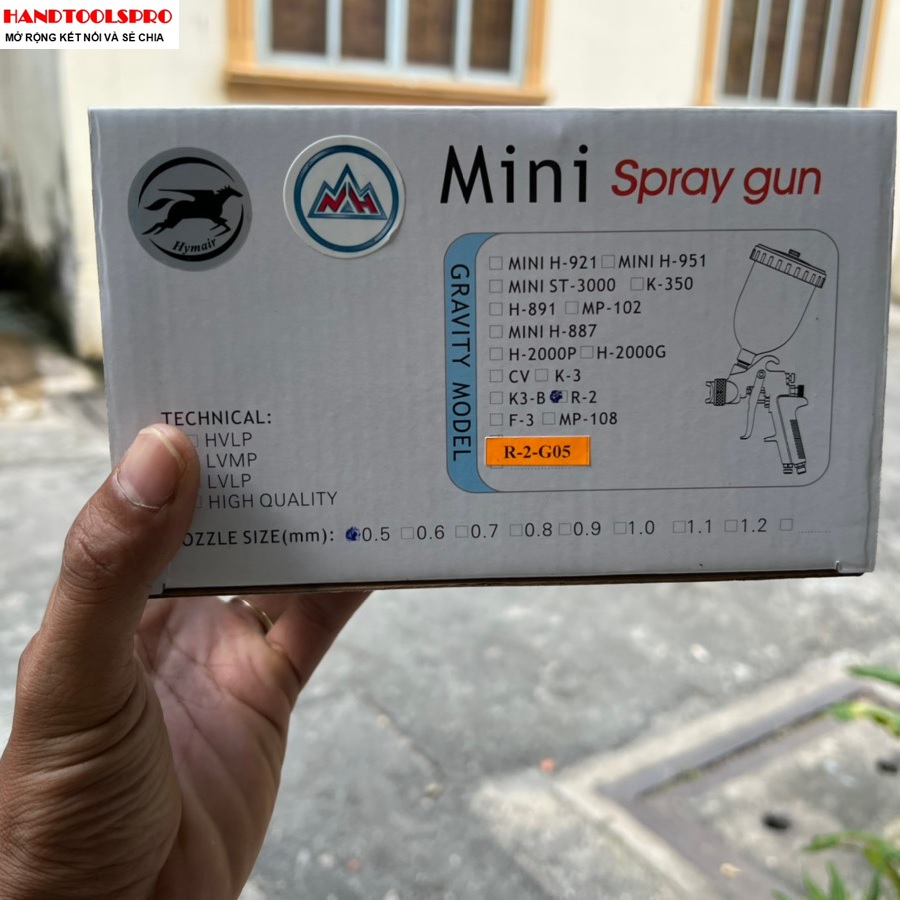 HANDTOOLSPRO
MỞ RỘNG KẾT NỐI VÀ SẺ CHIA
Hymair
NH
Mini Spray gun
GRAVITY MODEL
MINI H-921 MINI H-951
MINI ST-3000 K-350
H-891 MP-102
MINI H-887
H-2000P H-2000G
CV K-3
K3-B R-2
F-3 MP-108
R-2-G05
TECHNICAL:
HVLP
LVMP
LVLP
HIGH QUALITY
OZZLE SIZE(mm): 0.5 0.6 0.7 0.8 0.9 1.0 1.1 1.2